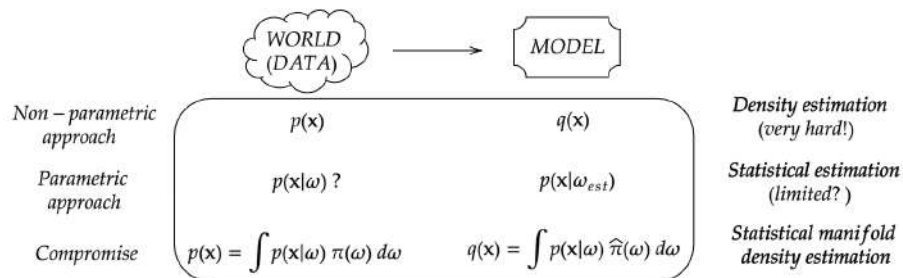 WORLD
(DATA)
MODEL
Non – parametric
approach
p(x)
q(x)
Density estimation
(very hard!)
Parametric
approach
p(x|ω) ?
p(x|ω_est)
Statistical estimation
(limited? )
Compromise
p(x) = ∫ p(x|ω) π(ω) dω
q(x) = ∫ p(x|ω) π̂(ω) dω
Statistical manifold
density estimation